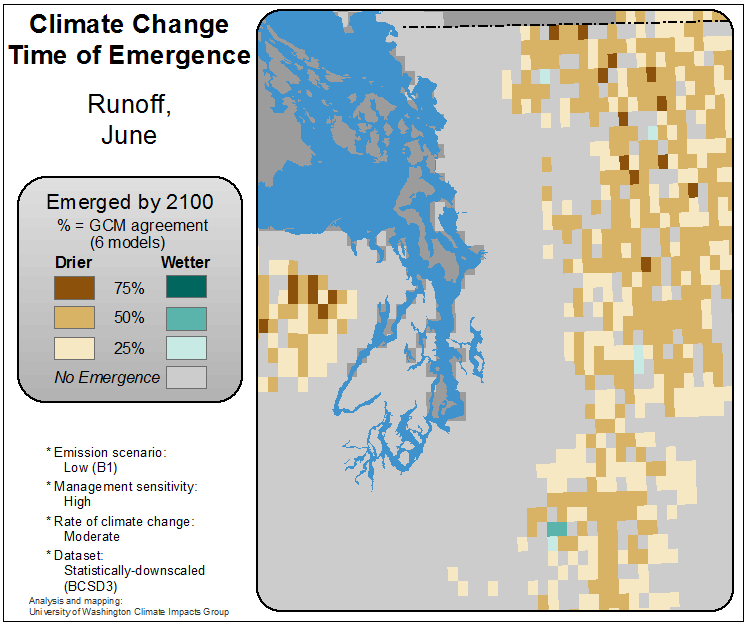 Climate Change
Time of Emergence
Runoff,
June
Emerged by 2100
% = GCM agreement
(6 models)
Drier Wetter
75%
50%
25%
No Emergence
* Emission scenario:
Low (B1)
* Management sensitivity:
High
* Rate of climate change:
Moderate
* Dataset:
Statistically-downscaled
(BCSD3)
Analysis and mapping:
University of Washington Climate Impacts Group